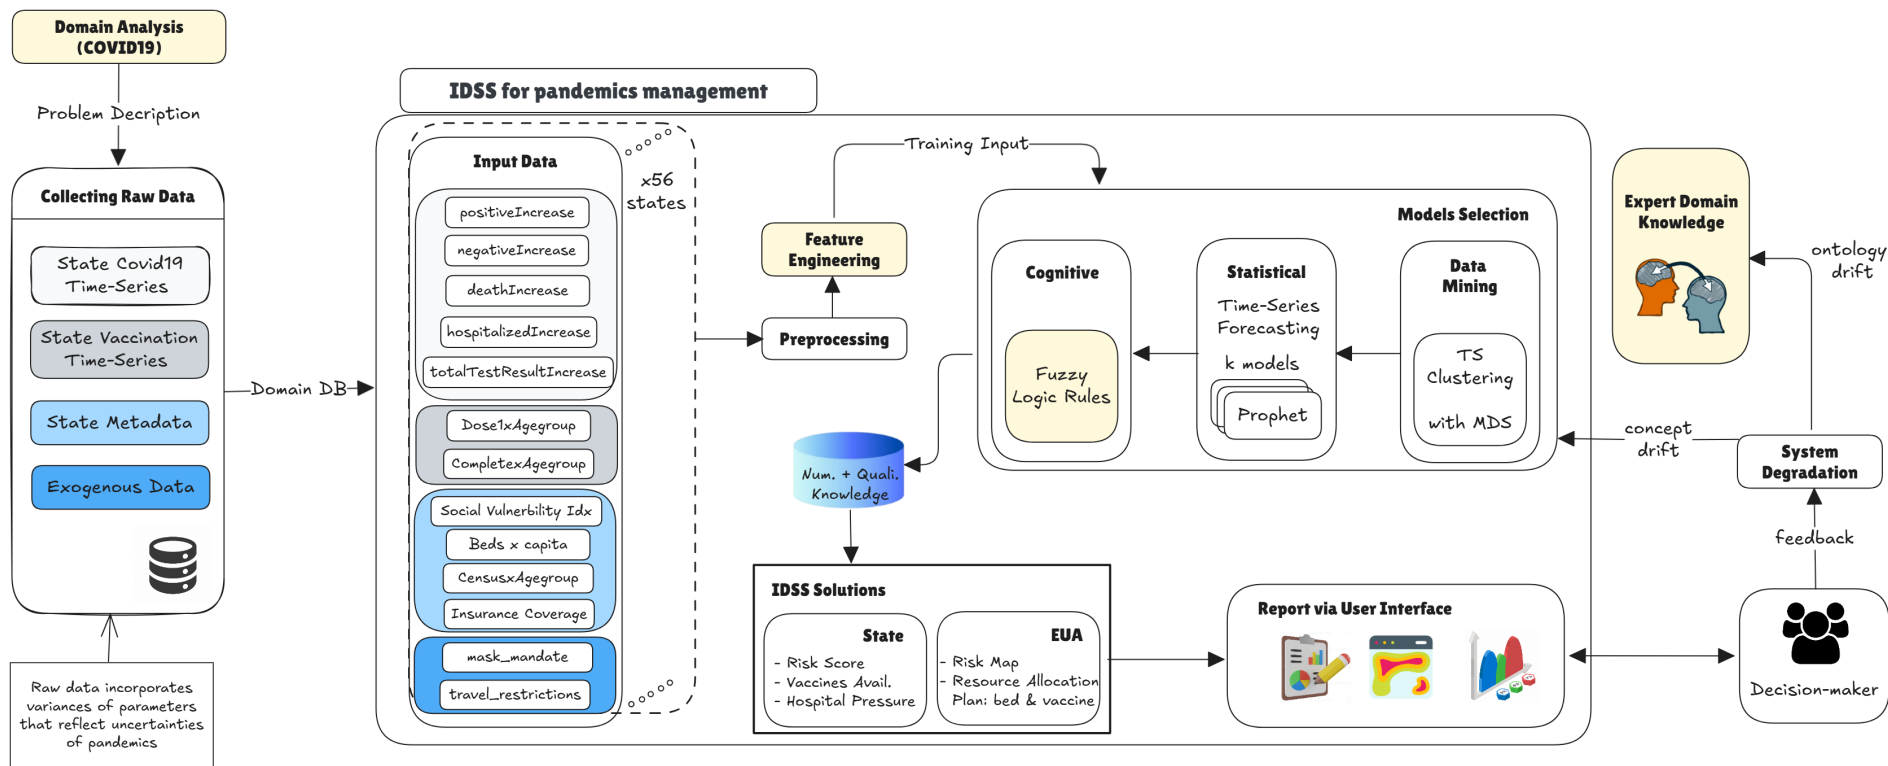 Domain Analysis
(COVID19)
Problem Decription
Collecting Raw Data
State Covid19
Time-Series
State Vaccination
Time-Series
State Metadata
Exogenous Data
Raw data incorporates
variances of parameters
that reflect uncertainties
of pandemics
Domain DB
IDSS for pandemics management
Input Data
positiveIncrease
negativeIncrease
deathIncrease
hospitalizedIncrease
totalTestResultIncrease
Dose1xAgegroup
CompletexAgegroup
Social Vulnerbility Idx
Beds x capita
CensusxAgegroup
Insurance Coverage
mask_mandate
travel_restrictions
x56
states
Preprocessing
Feature
Engineering
Training Input
Models Selection
Cognitive
Fuzzy
Logic Rules
Statistical
Time-Series
Forecasting
k models
Prophet
Data
Mining
TS
Clustering
with MDS
Num. + Quali.
Knowledge
IDSS Solutions
State
- Risk Score
- Vaccines Avail.
- Hospital Pressure
EUA
- Risk Map
- Resource Allocation
Plan: bed & vaccine
Report via User Interface
Expert Domain
Knowledge
ontology
drift
concept
drift
System
Degradation
feedback
Decision-maker